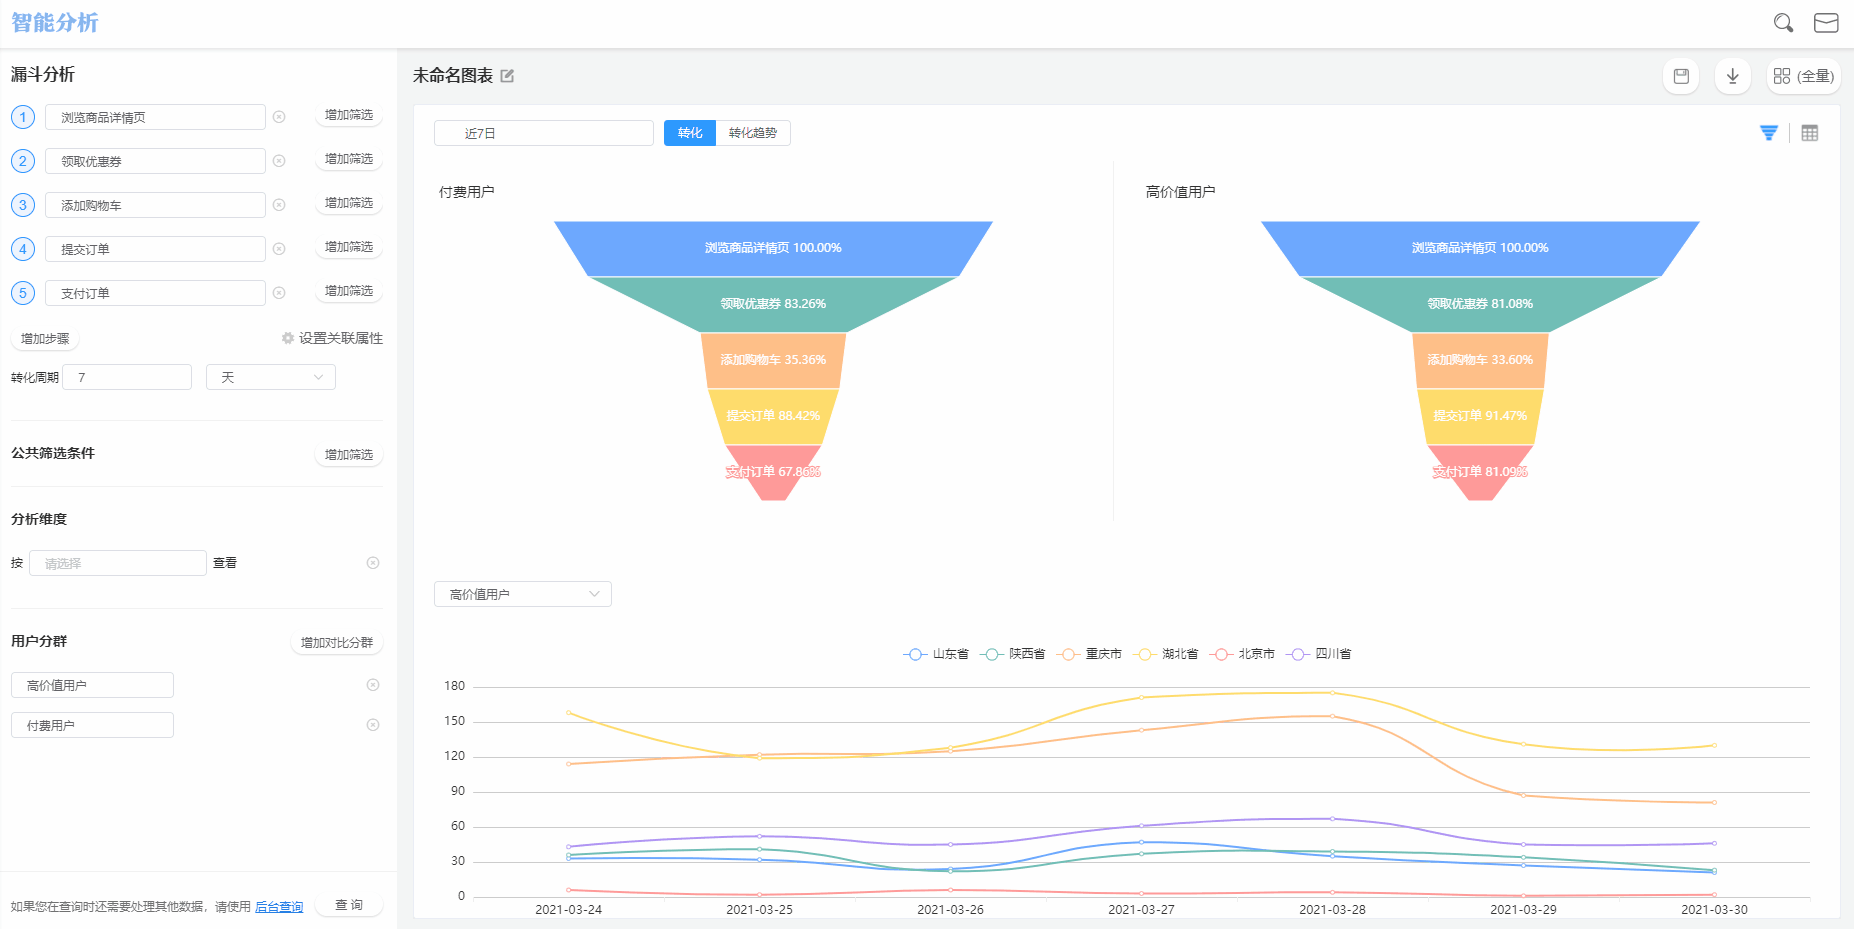 智能分析
漏斗分析
1 浏览商品详情页 增加筛选
2 领取优惠券 增加筛选
3 添加购物车 增加筛选
4 提交订单 增加筛选
5 支付订单 增加筛选
增加步骤 设置关联属性
转化周期 7 天
公共筛选条件 增加筛选
分析维度
按 请选择 查看
用户分群 增加对比分群
高价值用户
付费用户
如果您在查询时还需要处理其他数据，请使用 后台查询 查 询
未命名图表 (全量)
近7日 转化 转化趋势
付费用户
浏览商品详情页 100.00%
领取优惠券 83.26%
添加购物车 35.36%
提交订单 88.42%
支付订单 67.86%
高价值用户
浏览商品详情页 100.00%
领取优惠券 81.08%
添加购物车 33.60%
提交订单 91.47%
支付订单 81.09%
高价值用户
山东省 陕西省 重庆市 湖北省 北京市 四川省
180
150
120
90
60
30
0
2021-03-24 2021-03-25 2021-03-26 2021-03-27 2021-03-28 2021-03-29 2021-03-30